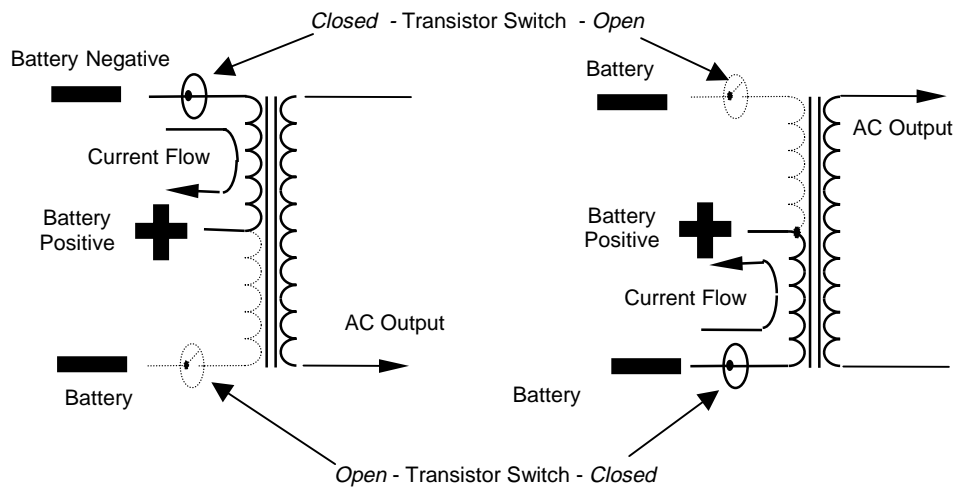 Closed - Transistor Switch - Open
Battery Negative
Current Flow
Battery
Positive
AC Output
Battery
Battery
AC Output
Battery
Positive
Current Flow
Battery
Open - Transistor Switch - Closed